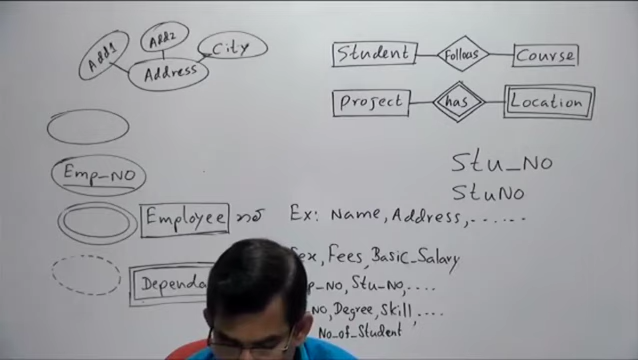 Add1
Add2
City
Address
Student Follows Course
Project has Location
Emp_NO
Stu_NO
StuNO
Employee
Ex: Name, Address, ......
Sex, Fees, Basic_Salary
Stu_NO, ....
NO, Degree, Skill, ....
No_of_Student